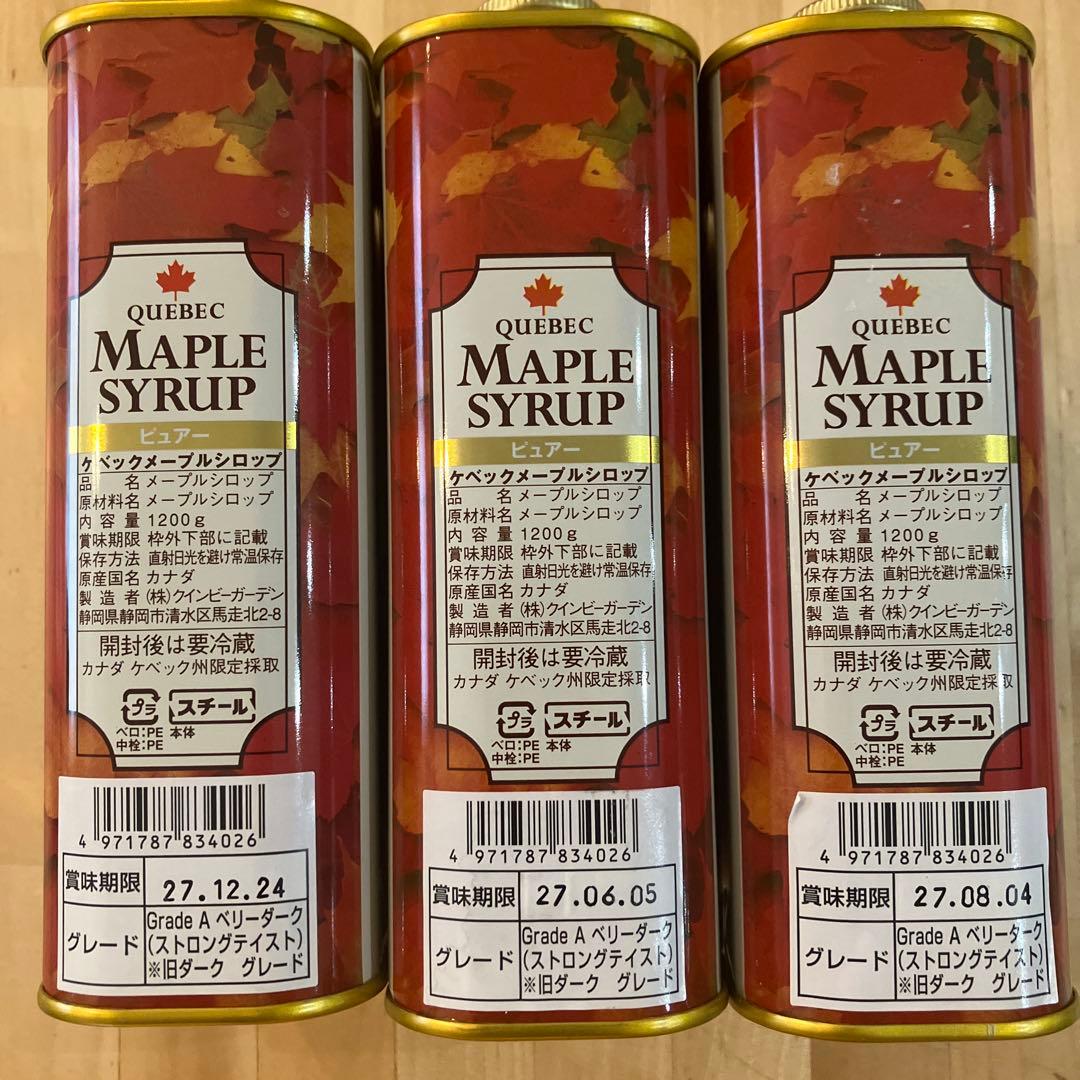 QUEBEC
MAPLE
SYRUP
ピュアー
ケベックメープルシロップ
品 名 メープルシロップ
原材料名 メープルシロップ
内容量 1200g
賞味期限 枠外下部に記載
保存方法 直射日光を避け常温保存
原産国名 カナダ
製造者 (株)クインビーガーデン
静岡県静岡市清水区馬走北2-8
開封後は要冷蔵
カナダ ケベック州限定採取
プラ スチール
ベロ:PE 本体
中栓:PE
4 971787 834026
賞味期限 27.12.24
グレード Grade A ベリーダーク
(ストロングテイスト)
※旧ダーク グレード
QUEBEC
MAPLE
SYRUP
ピュアー
ケベックメープルシロップ
品 名 メープルシロップ
原材料名 メープルシロップ
内容量 1200g
賞味期限 枠外下部に記載
保存方法 直射日光を避け常温保存
原産国名 カナダ
製造者 (株)クインビーガーデン
静岡県静岡市清水区馬走北2-8
開封後は要冷蔵
カナダ ケベック州限定採取
プラ スチール
ベロ:PE 本体
中栓:PE
4 971787 834026
賞味期限 27.06.05
グレード Grade A ベリーダーク
(ストロングテイスト)
※旧ダーク グレード
QUEBEC
MAPLE
SYRUP
ピュアー
ケベックメープルシロップ
品 名 メープルシロップ
原材料名 メープルシロップ
内容量 1200g
賞味期限 枠外下部に記載
保存方法 直射日光を避け常温保存
原産国名 カナダ
製造者 (株)クインビーガーデン
静岡県静岡市清水区馬走北2-8
開封後は要冷蔵
カナダ ケベック州限定採取
プラ スチール
ベロ:PE 本体
中栓:PE
4 971787 834026
賞味期限 27.08.04
グレード Grade A ベリーダーク
(ストロングテイスト)
※旧ダーク グレード